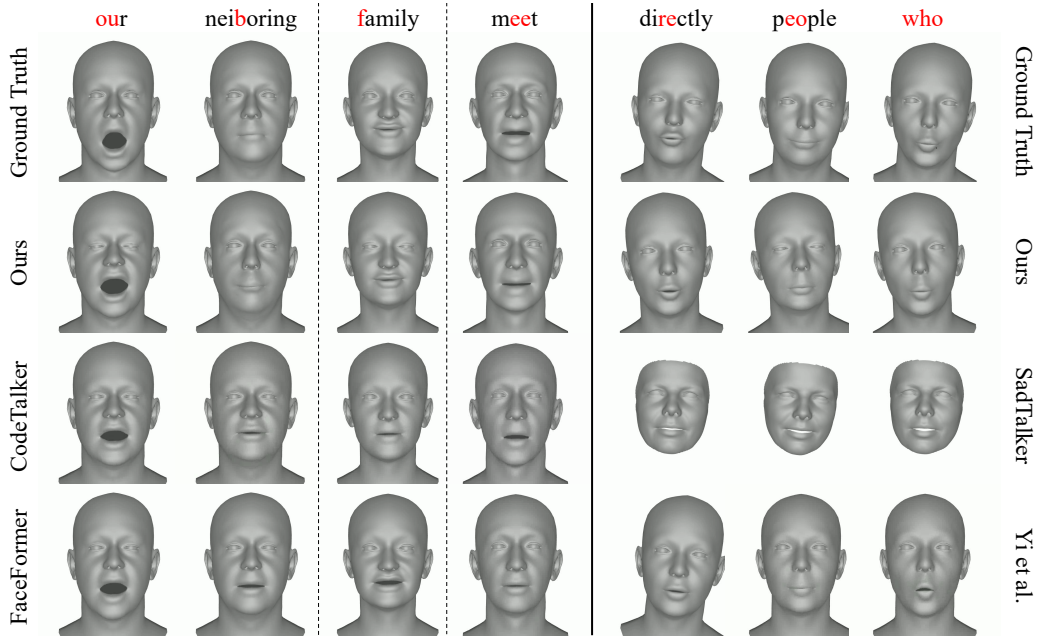 our neiboring family meet directly people who
Ground Truth
Ground Truth
Ours
Ours
CodeTalker
SadTalker
FaceFormer
Yi et al.